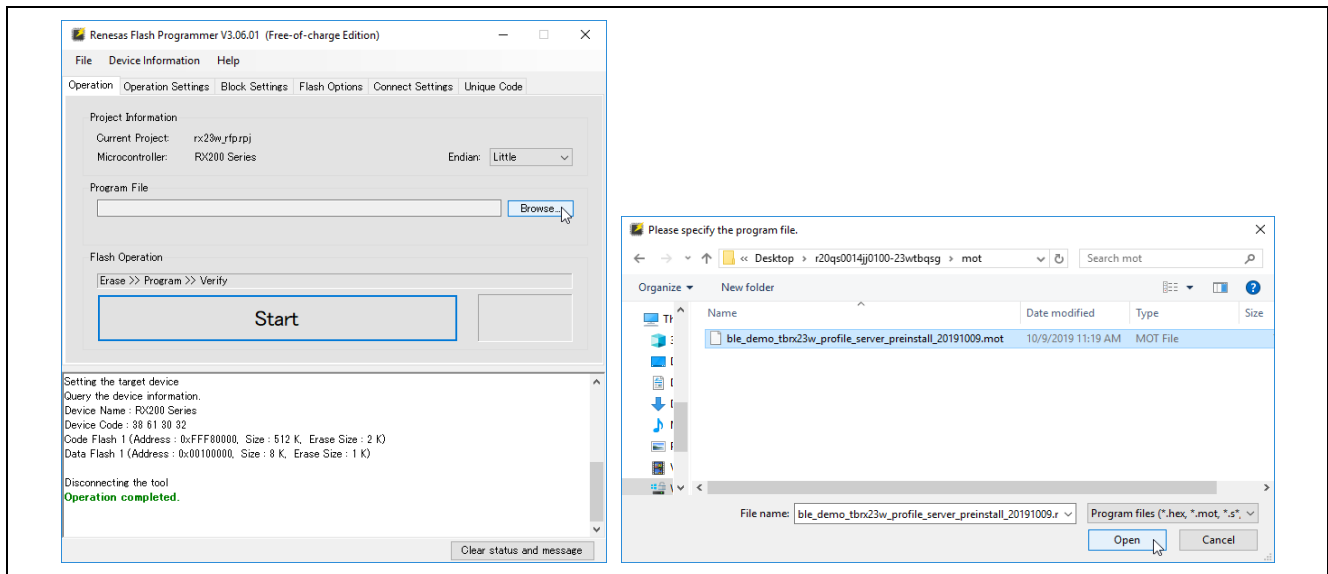 Renesas Flash Programmer V3.06.01 (Free-of-charge Edition)
File Device Information Help
Operation Operation Settings Block Settings Flash Options Connect Settings Unique Code
Project Information
Current Project: rx23w_rfp.rpj
Microcontroller: RX200 Series Endian: Little
Program File
Browse...
Flash Operation
Erase >> Program >> Verify
Start
Setting the target device
Query the device information.
Device Name : RX200 Series
Device Code : 38 61 30 32
Code Flash 1 (Address : 0xFFF80000, Size : 512 K, Erase Size : 2 K)
Data Flash 1 (Address : 0x00100000, Size : 8 K, Erase Size : 1 K)
Disconnecting the tool
Operation completed.
Clear status and message
Please specify the program file.
« Desktop > r20qs0014jj0100-23wtbqsg > mot
Search mot
Organize New folder
Name Date modified Type Size
ble_demo_tbrx23w_profile_server_preinstall_20191009.mot 10/9/2019 11:19 AM MOT File
File name: ble_demo_tbrx23w_profile_server_preinstall_20191009.r Program files (*.hex, *.mot, *.s*,
Open Cancel